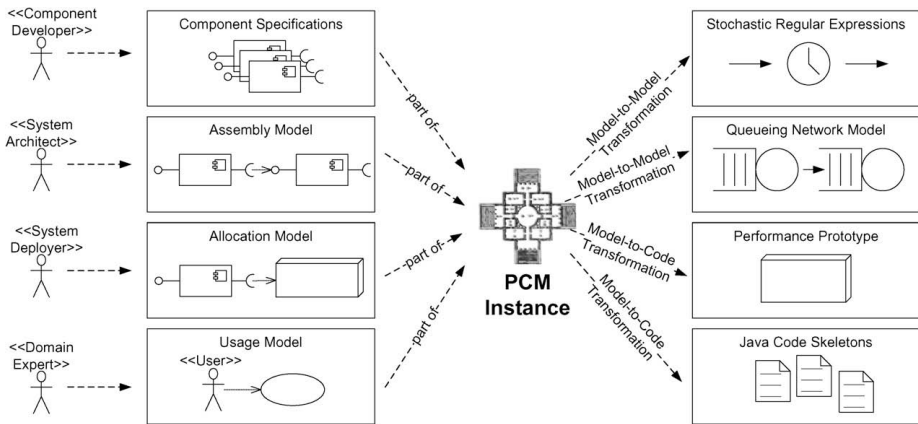 <<Component
Developer>>
Component Specifications
<<System
Architect>>
Assembly Model
<<System
Deployer>>
Allocation Model
<<Domain
Expert>>
Usage Model
<<User>>
part of
part of
part of
part of
PCM
Instance
Model-to-Model
Transformation
Model-to-Model
Transformation
Model-to-Code
Transformation
Model-to-Code
Transformation
Stochastic Regular Expressions
Queueing Network Model
Performance Prototype
Java Code Skeletons